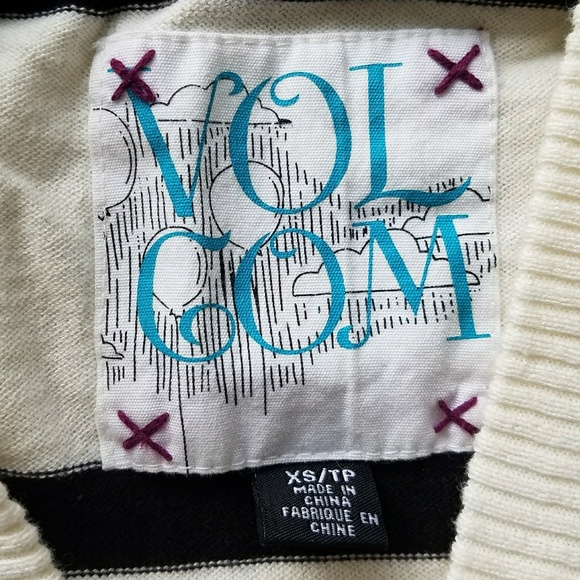 VOL
COM
XS/TP
MADE IN
CHINA
FABRIQUE EN
CHINE